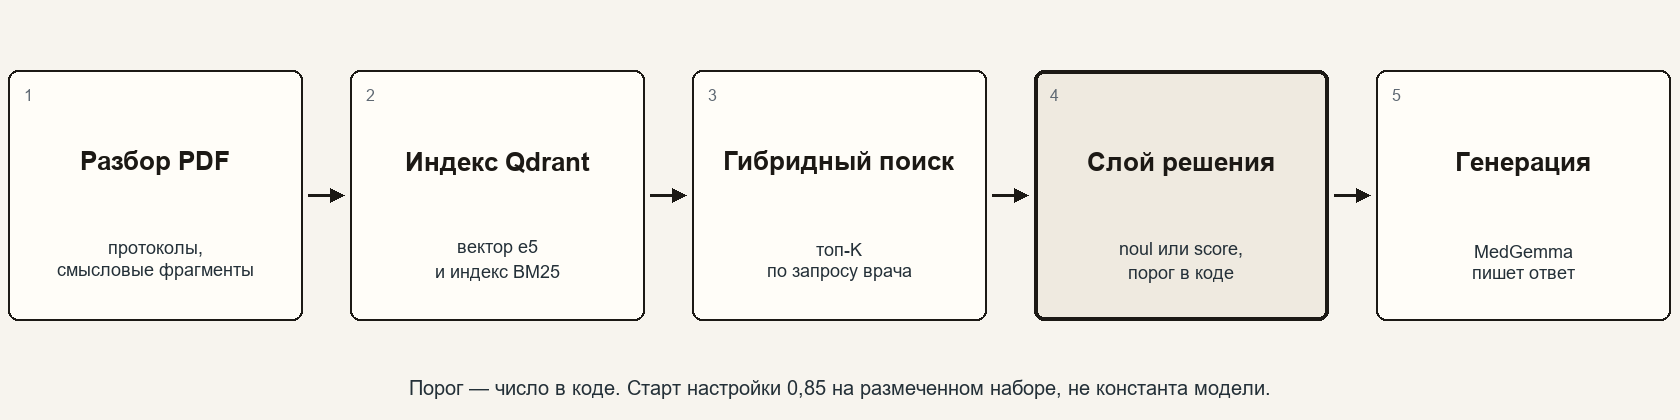 1
Разбор PDF
протоколы,
смысловые фрагменты
2
Индекс Qdrant
вектор e5
и индекс BM25
3
Гибридный поиск
топ-K
по запросу врача
4
Слой решения
noul или score,
порог в коде
5
Генерация
MedGemma
пишет ответ
Порог — число в коде. Старт настройки 0,85 на размеченном наборе, не константа модели.